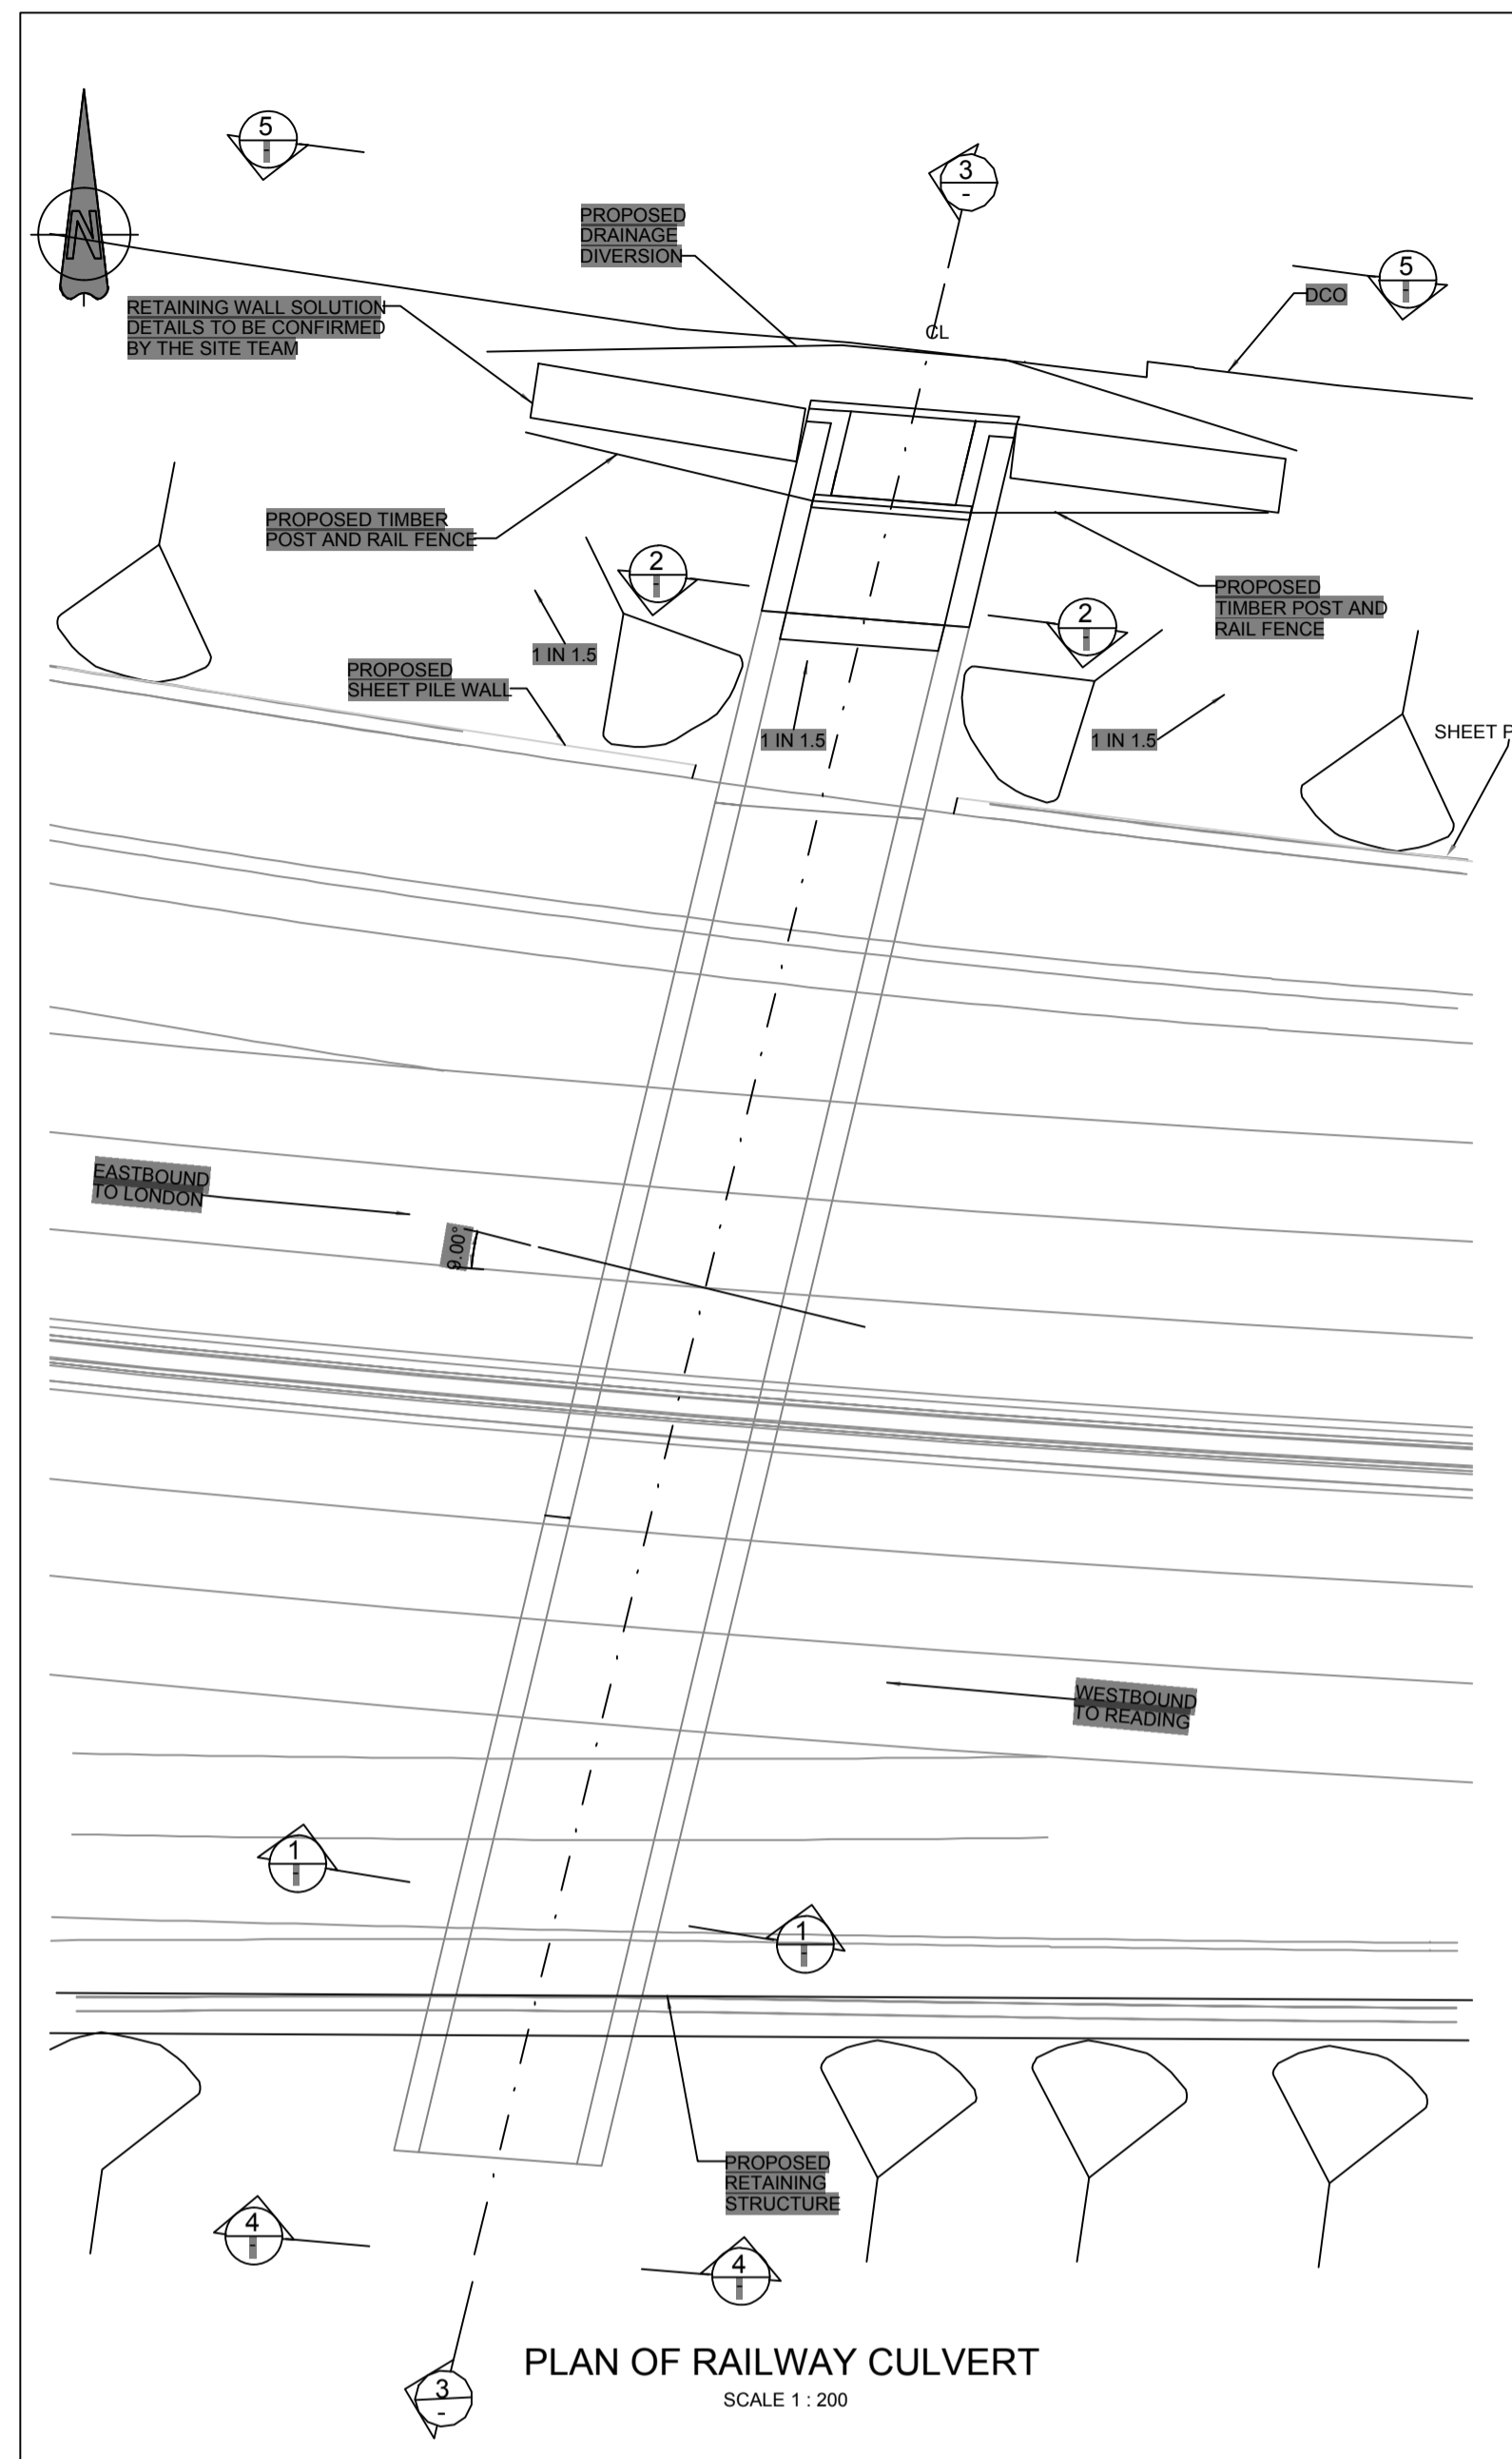 5
-
3
-
N
PROPOSED
DRAINAGE
DIVERSION
5
-
DCO
RETAINING WALL SOLUTION
DETAILS TO BE CONFIRMED
BY THE SITE TEAM
CL
PROPOSED TIMBER
POST AND RAIL FENCE
2
-
PROPOSED
TIMBER POST AND
RAIL FENCE
2
-
1 IN 1.5
PROPOSED
SHEET PILE WALL
1 IN 1.5
1 IN 1.5
SHEET P
EASTBOUND
TO LONDON
9.00°
WESTBOUND
TO READING
1
-
1
-
PROPOSED
RETAINING
STRUCTURE
4
-
4
-
PLAN OF RAILWAY CULVERT
SCALE 1 : 200
3
-